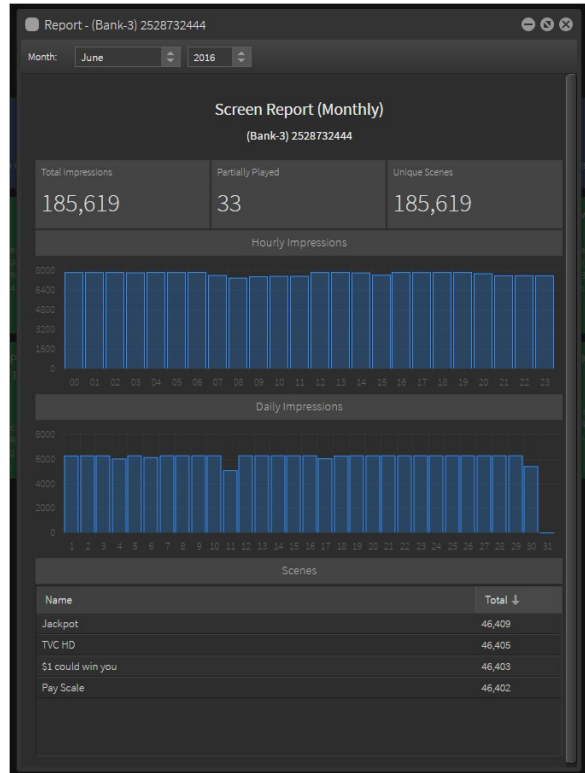 Report - (Bank-3) 2528732444
Month: June 2016
Screen Report (Monthly)
(Bank-3) 2528732444
Total Impressions Partially Played Unique Scenes
185,619 33 185,619
Hourly Impressions
8000
6400
4800
3200
1600
0
00 01 02 03 04 05 06 07 08 09 10 11 12 13 14 15 16 17 18 19 20 21 22 23
Daily Impressions
8000
6000
4000
2000
0
1 2 3 4 5 6 7 8 9 10 11 12 13 14 15 16 17 18 19 20 21 22 23 24 25 26 27 28 29 30 31
Scenes
Name Total ↓
Jackpot 46,409
TVC HD 46,405
$1 could win you 46,403
Pay Scale 46,402